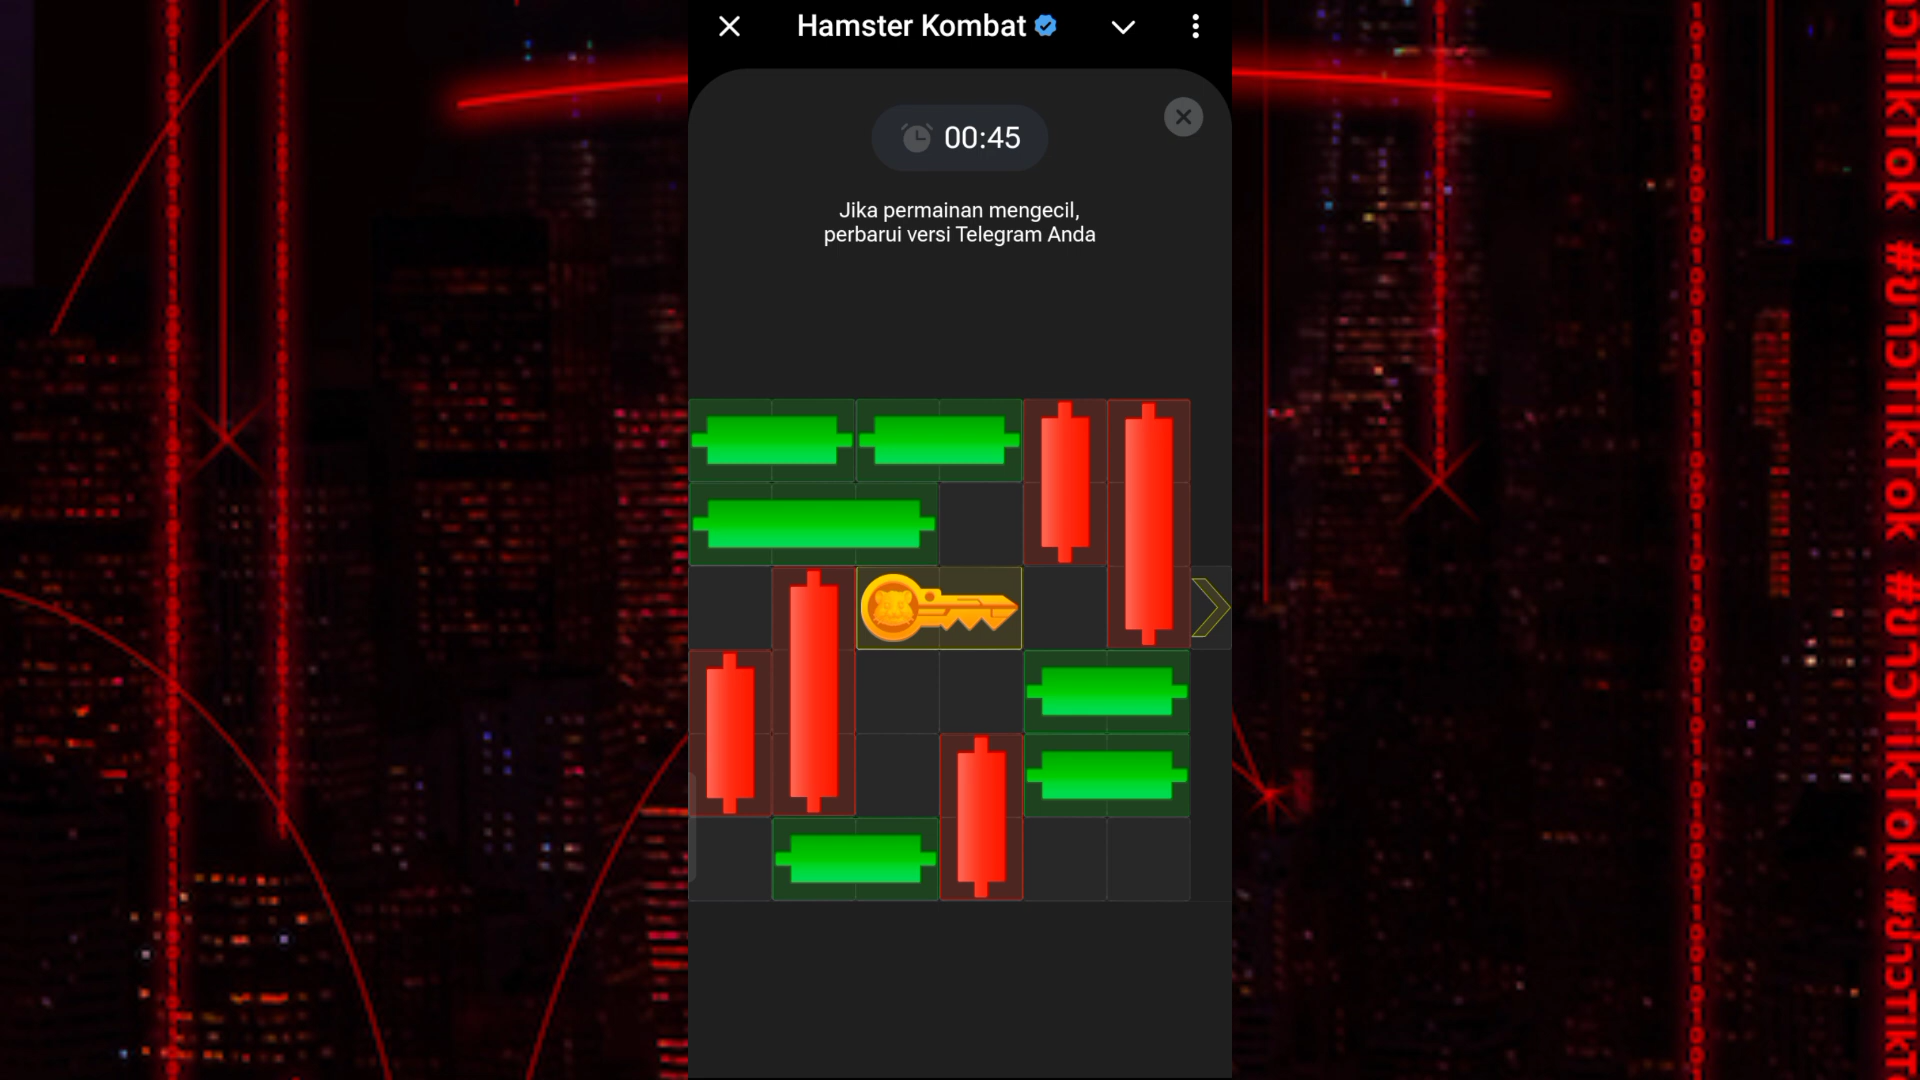 Hamster Kombat
00:45
Jika permainan mengecil,
perbarui versi Telegram Anda